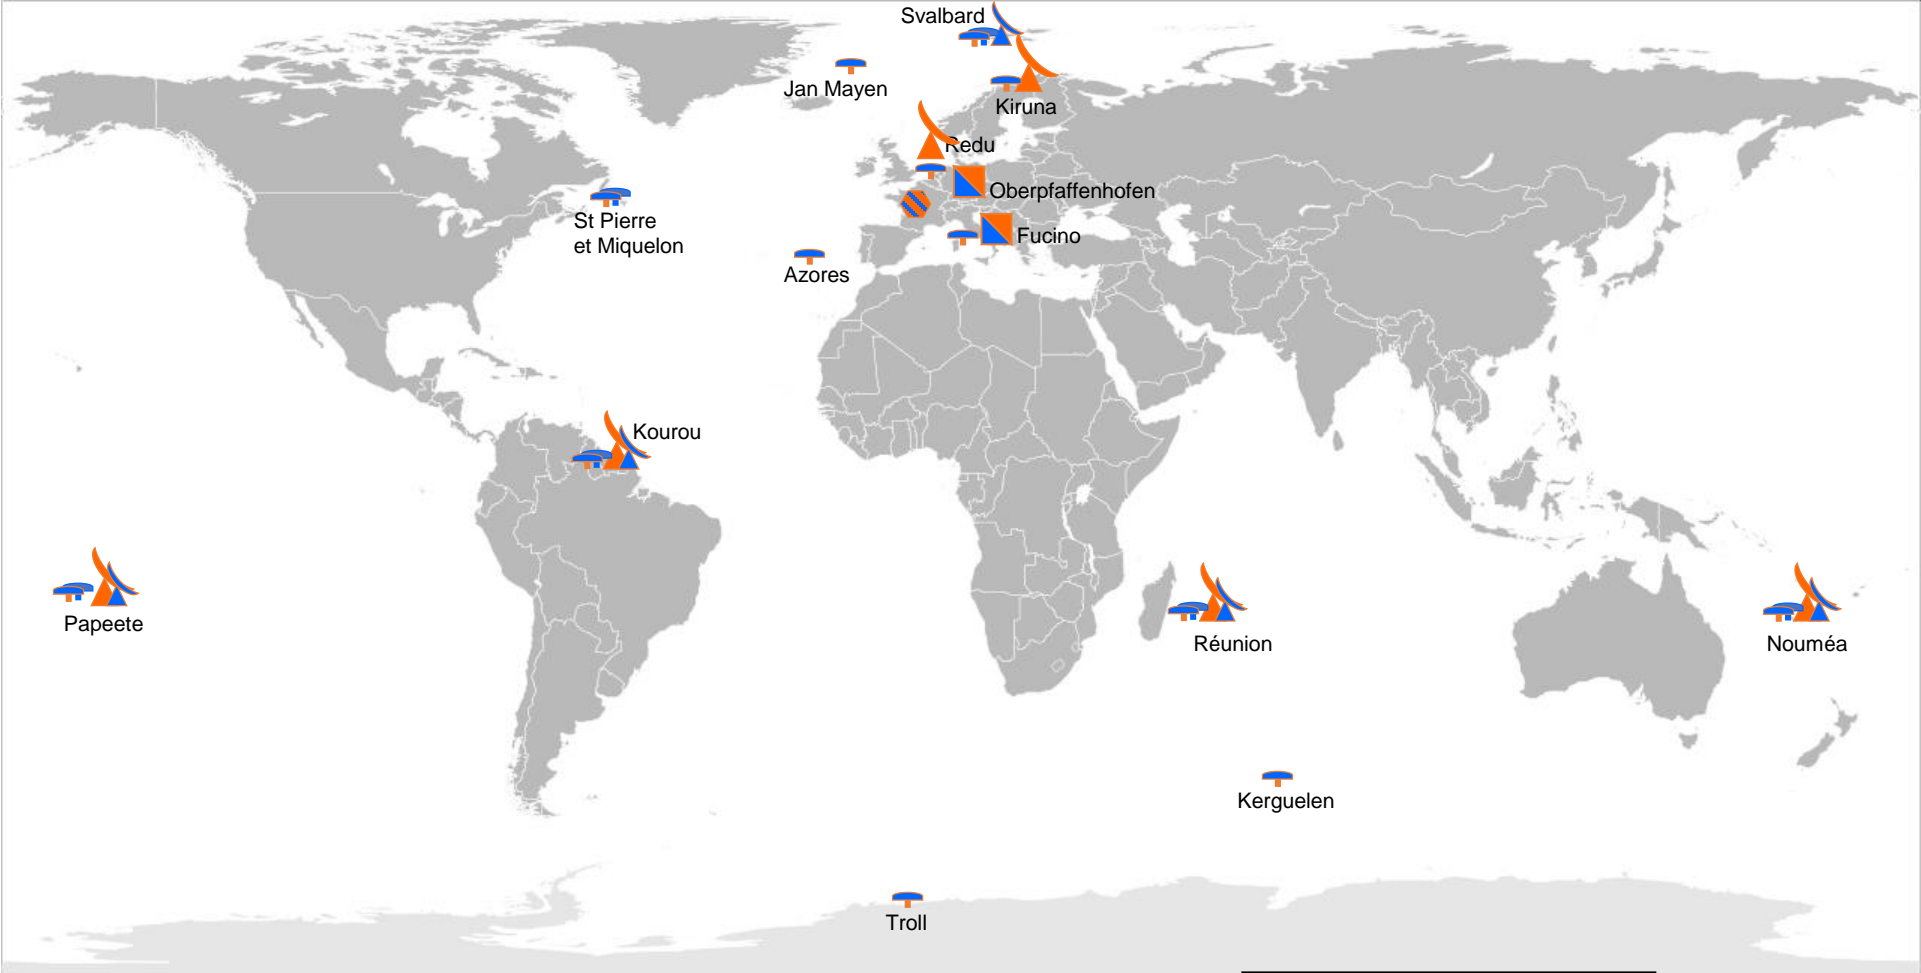 Svalbard
Jan Mayen
Kiruna
Redu
Oberpfaffenhofen
St Pierre
et Miquelon
Fucino
Azores
Kourou
Papeete
Réunion
Nouméa
Kerguelen
Troll